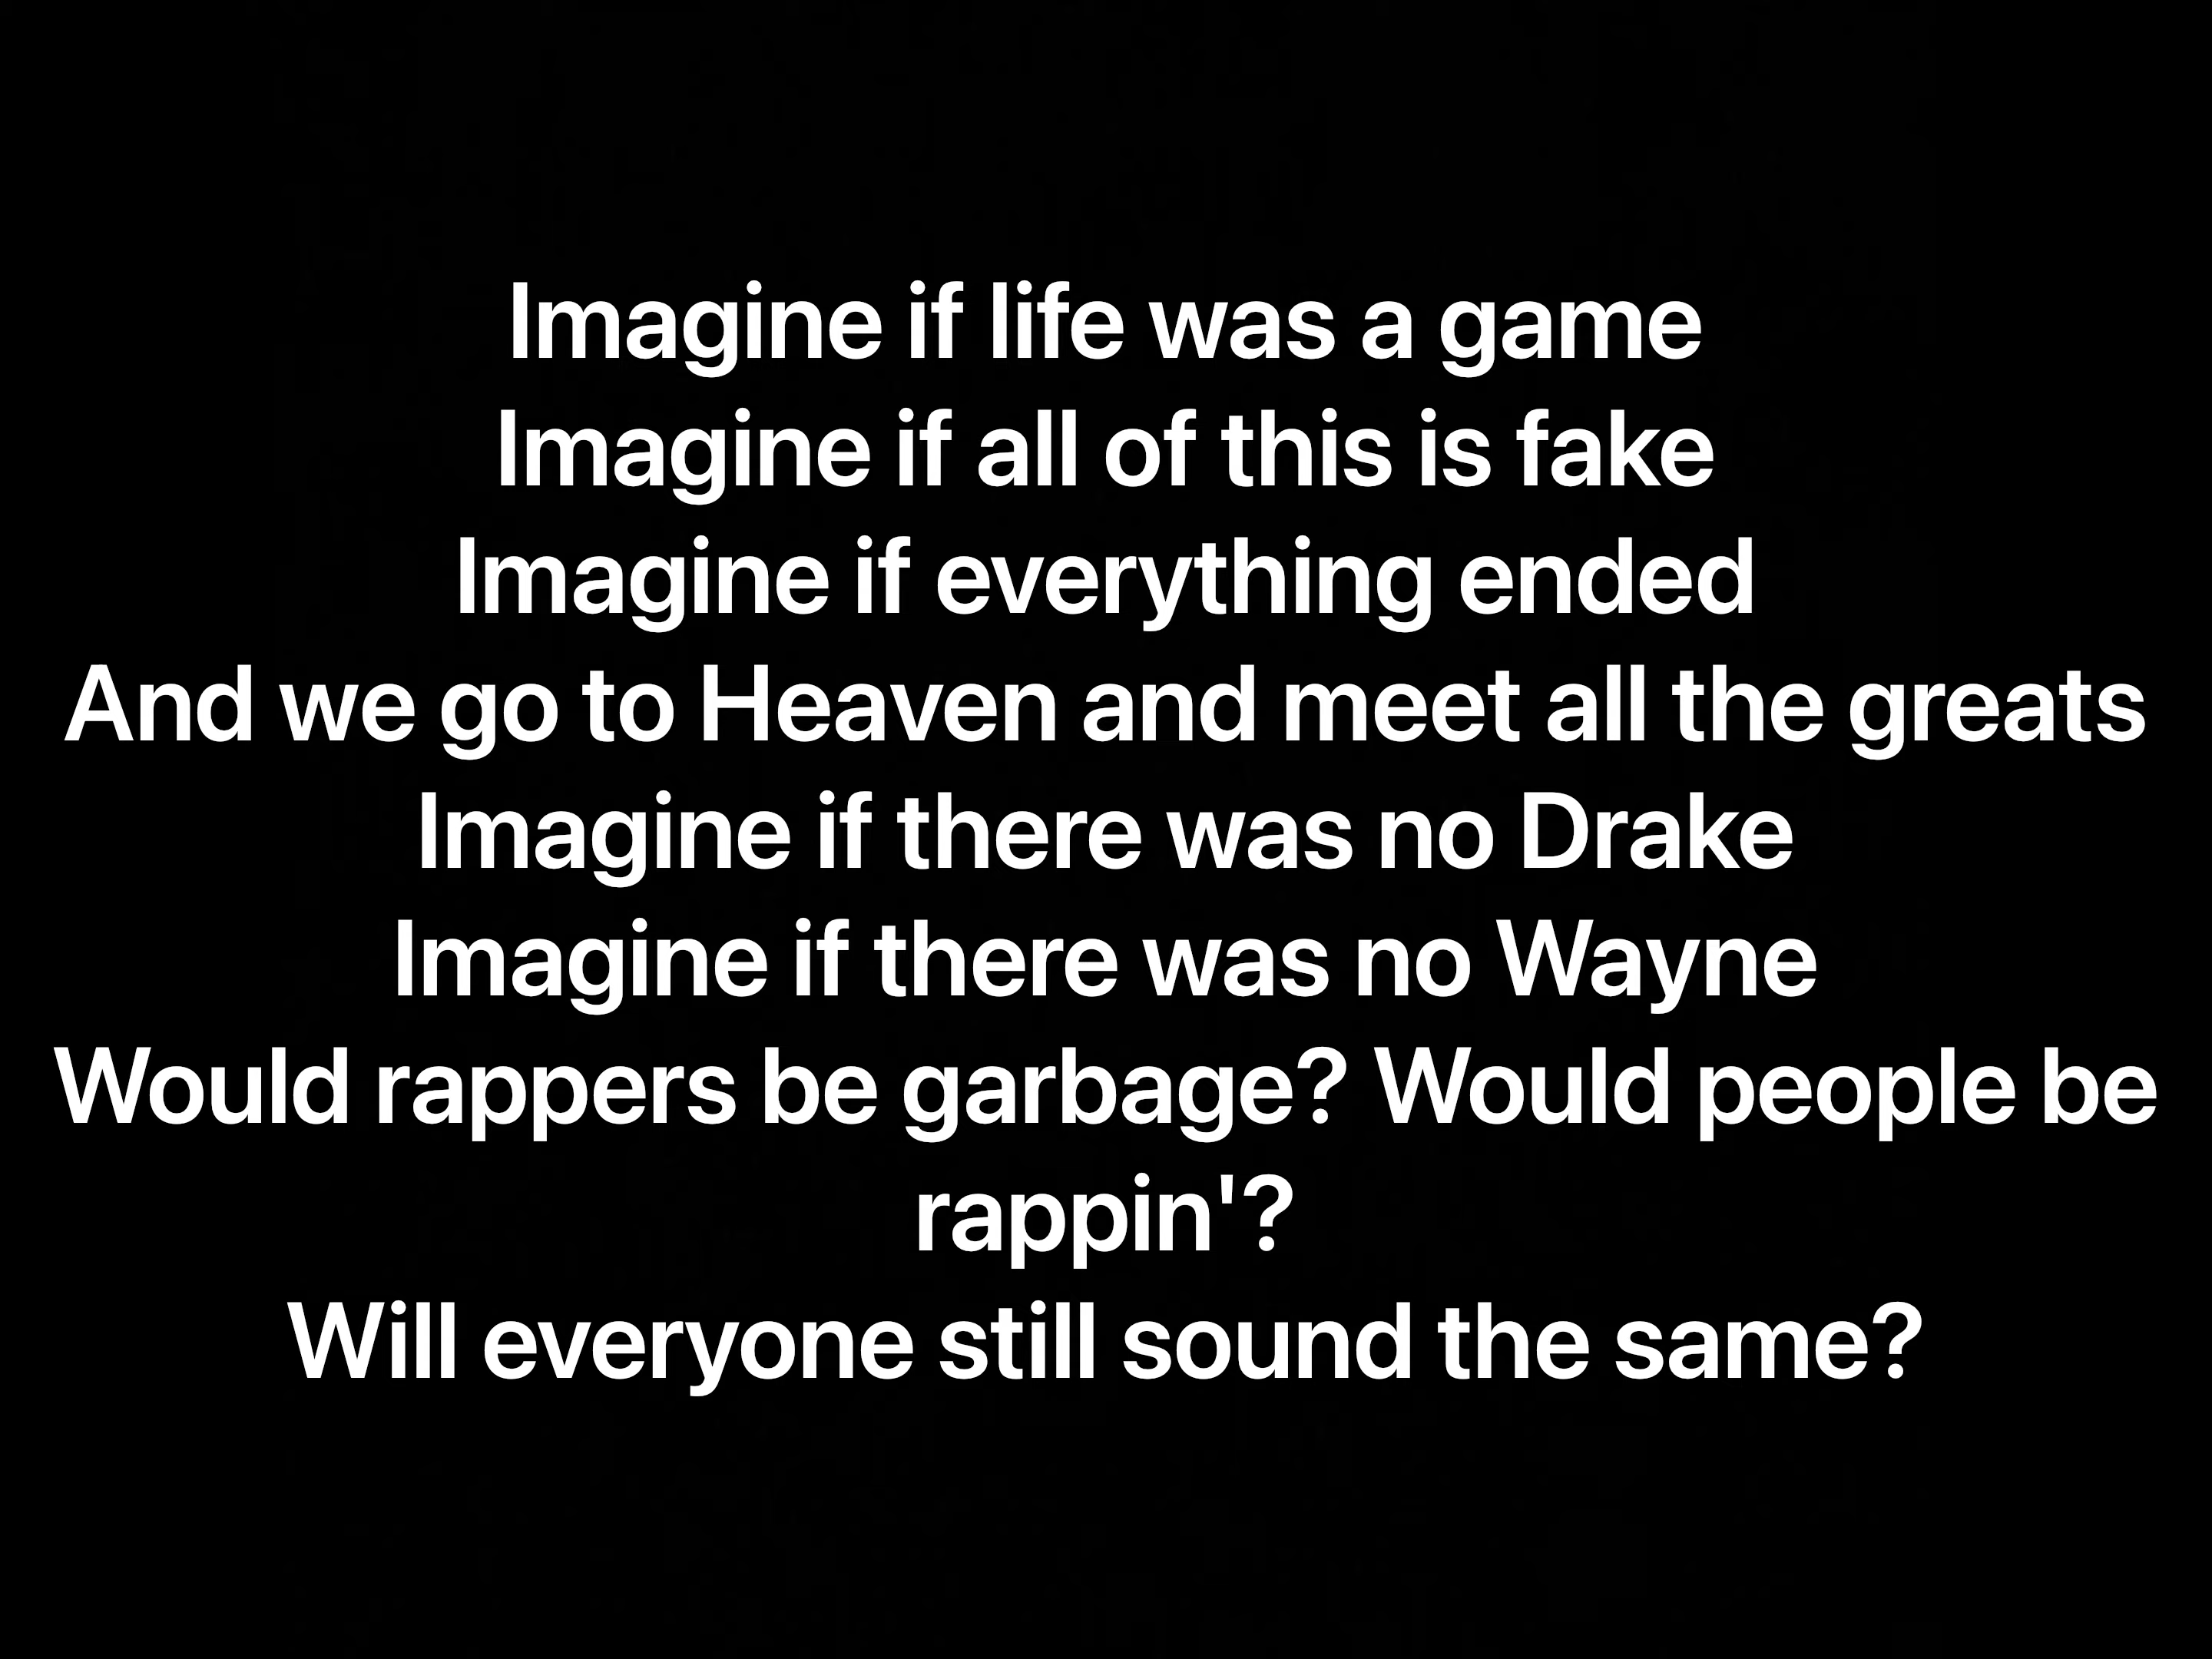 Imagine if life was a game
Imagine if all of this is fake
Imagine if everything ended
And we go to Heaven and meet all the greats
Imagine if there was no Drake
Imagine if there was no Wayne
Would rappers be garbage? Would people be
rappin'?
Will everyone still sound the same?